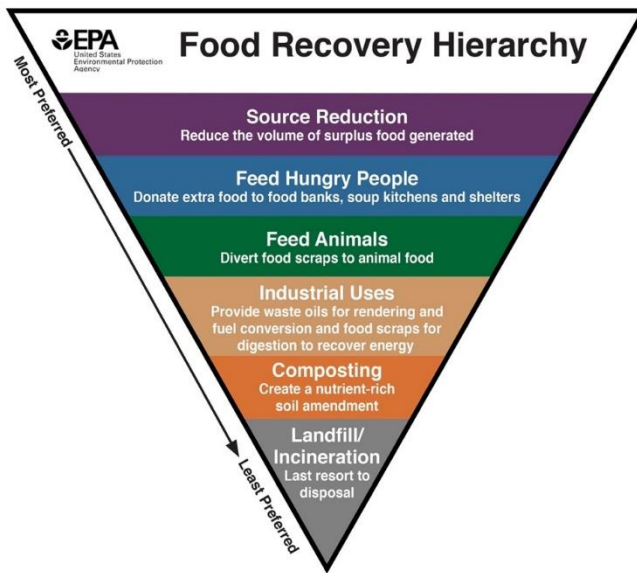 EPA
United States
Environmental Protection
Agency
Food Recovery Hierarchy
Most Preferred
Source Reduction
Reduce the volume of surplus food generated
Feed Hungry People
Donate extra food to food banks, soup kitchens and shelters
Feed Animals
Divert food scraps to animal food
Industrial Uses
Provide waste oils for rendering and
fuel conversion and food scraps for
digestion to recover energy
Composting
Create a nutrient-rich
soil amendment
Landfill/
Incineration
Last resort to
disposal
Least Preferred